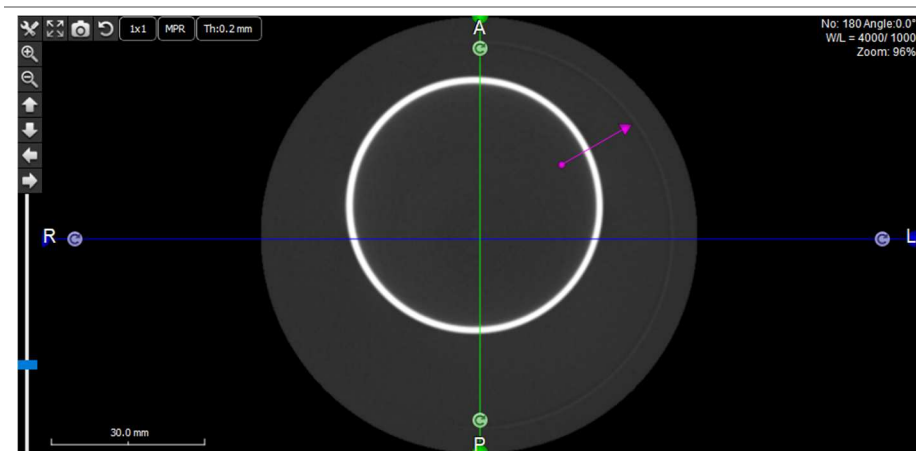 1x1 MPR Th:0.2 mm
No: 180 Angle:0.0°
W/L = 4000/ 1000
Zoom: 96%
A
C
R C C L
C
P
30.0 mm